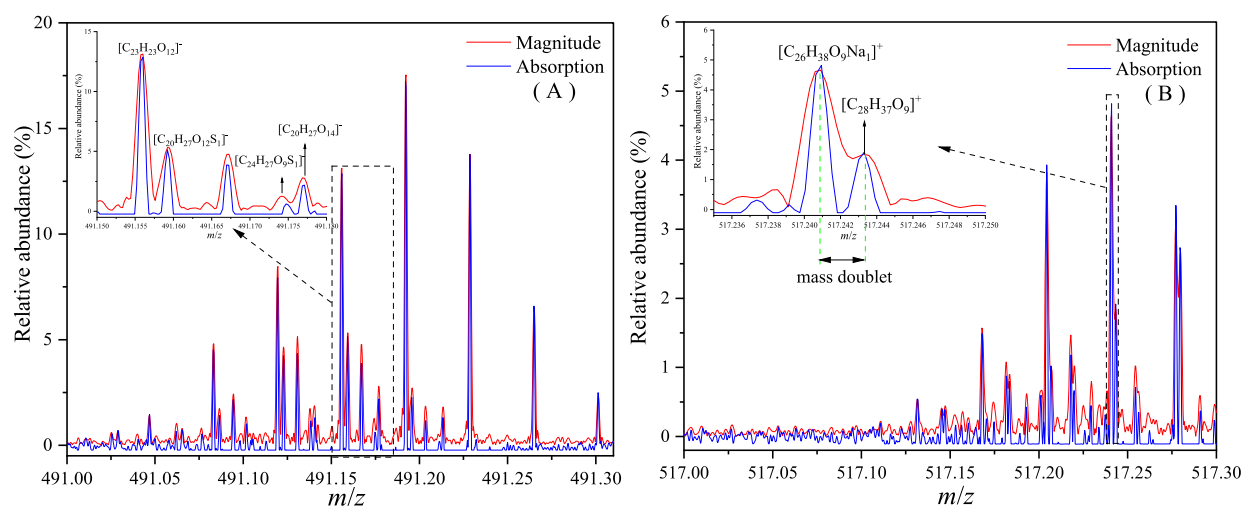 20
15
10
5
0
Relative abundance (%)
491.00
491.05
491.10
491.15
491.20
491.25
491.30
m/z
Magnitude
Absorption
( A )
15
10
5
0
Relative abundance (%)
[C₂₃H₂₃O₁₂]⁻
[C₂₀H₂₇O₁₂S₁]⁻
[C₂₄H₂₇O₉S₁]⁻
[C₂₀H₂₇O₁₄]⁻
491.150
491.155
491.160
491.165
491.170
491.175
491.180
m/z
6
5
4
3
2
1
0
Relative abundance (%)
517.00
517.05
517.10
517.15
517.20
517.25
517.30
m/z
Magnitude
Absorption
( B )
6
5
4
3
2
1
0
Relative abundance (%)
[C₂₆H₃₈O₉Na₁]⁺
[C₂₈H₃₇O₉]⁺
517.236
517.238
517.240
517.242
517.244
517.246
517.248
517.250
m/z
mass doublet